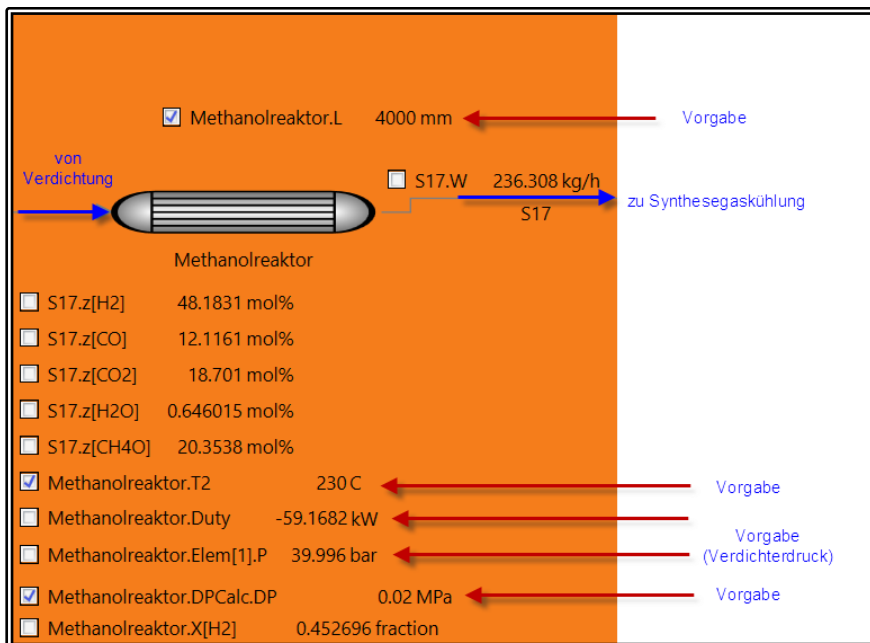 Methanolreaktor.L 4000 mm Vorgabe
von
Verdichtung
S17.W 236.308 kg/h
zu Synthesegaskühlung
S17
Methanolreaktor
S17.z[H2] 48.1831 mol%
S17.z[CO] 12.1161 mol%
S17.z[CO2] 18.701 mol%
S17.z[H2O] 0.646015 mol%
S17.z[CH4O] 20.3538 mol%
Methanolreaktor.T2 230 C Vorgabe
Methanolreaktor.Duty -59.1682 kW
Methanolreaktor.Elem[1].P 39.996 bar Vorgabe
(Verdichterdruck)
Methanolreaktor.DPCalc.DP 0.02 MPa Vorgabe
Methanolreaktor.X[H2] 0.452696 fraction